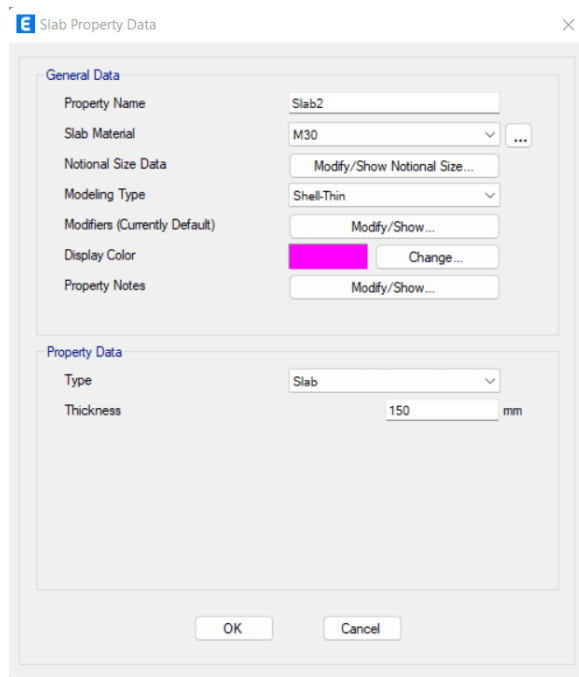 E Slab Property Data
General Data
Property Name Slab2
Slab Material M30 ...
Notional Size Data Modify/Show Notional Size...
Modeling Type Shell-Thin
Modifiers (Currently Default) Modify/Show...
Display Color Change...
Property Notes Modify/Show...
Property Data
Type Slab
Thickness 150 mm
OK Cancel